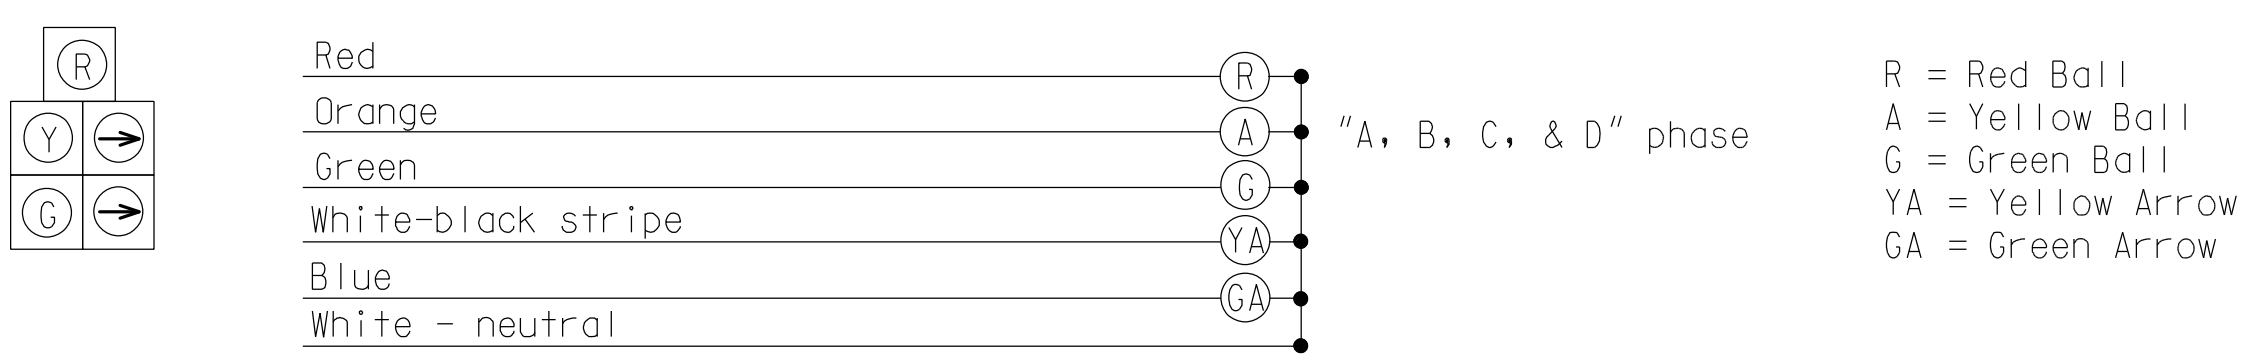 R
Y
G
Red
Orange
Green
White-black stripe
Blue
White - neutral
R
A
G
YA
GA
"A, B, C, & D" phase
R = Red Ball
A = Yellow Ball
G = Green Ball
YA = Yellow Arrow
GA = Green Arrow